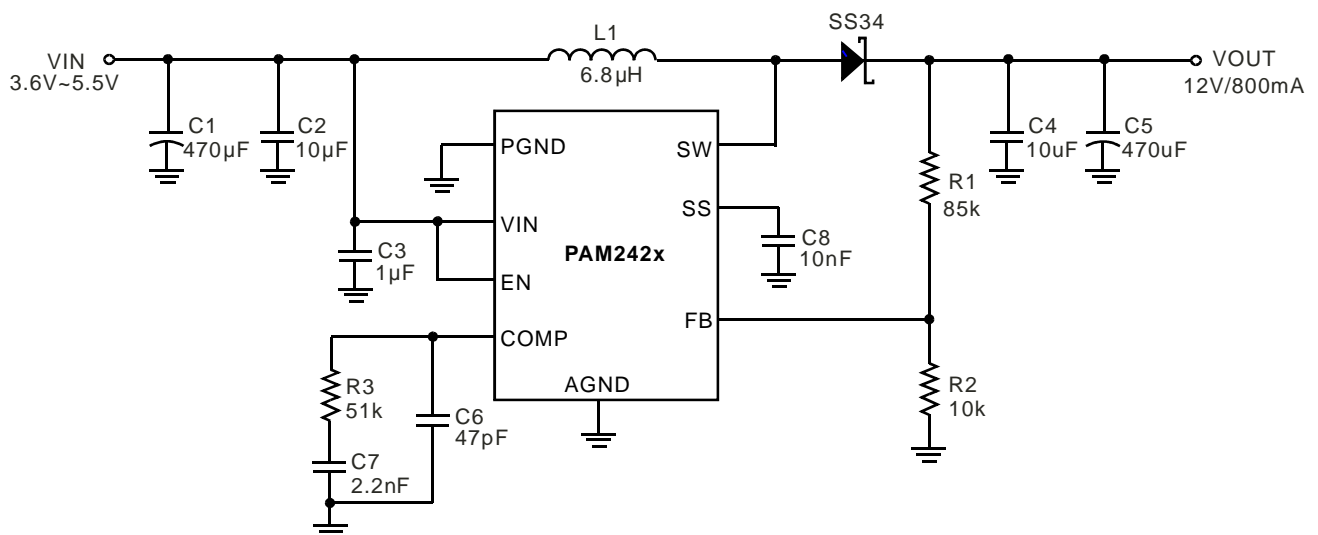 SS34
L1
6.8µH
VIN
3.6V~5.5V
VOUT
12V/800mA
C1
470µF
C2
10µF
C4
10uF
C5
470uF
PGND
SW
R1
85k
SS
VIN
PAM242x
C3
1µF
C8
10nF
EN
FB
COMP
R3
51k
AGND
R2
10k
C6
47pF
C7
2.2nF